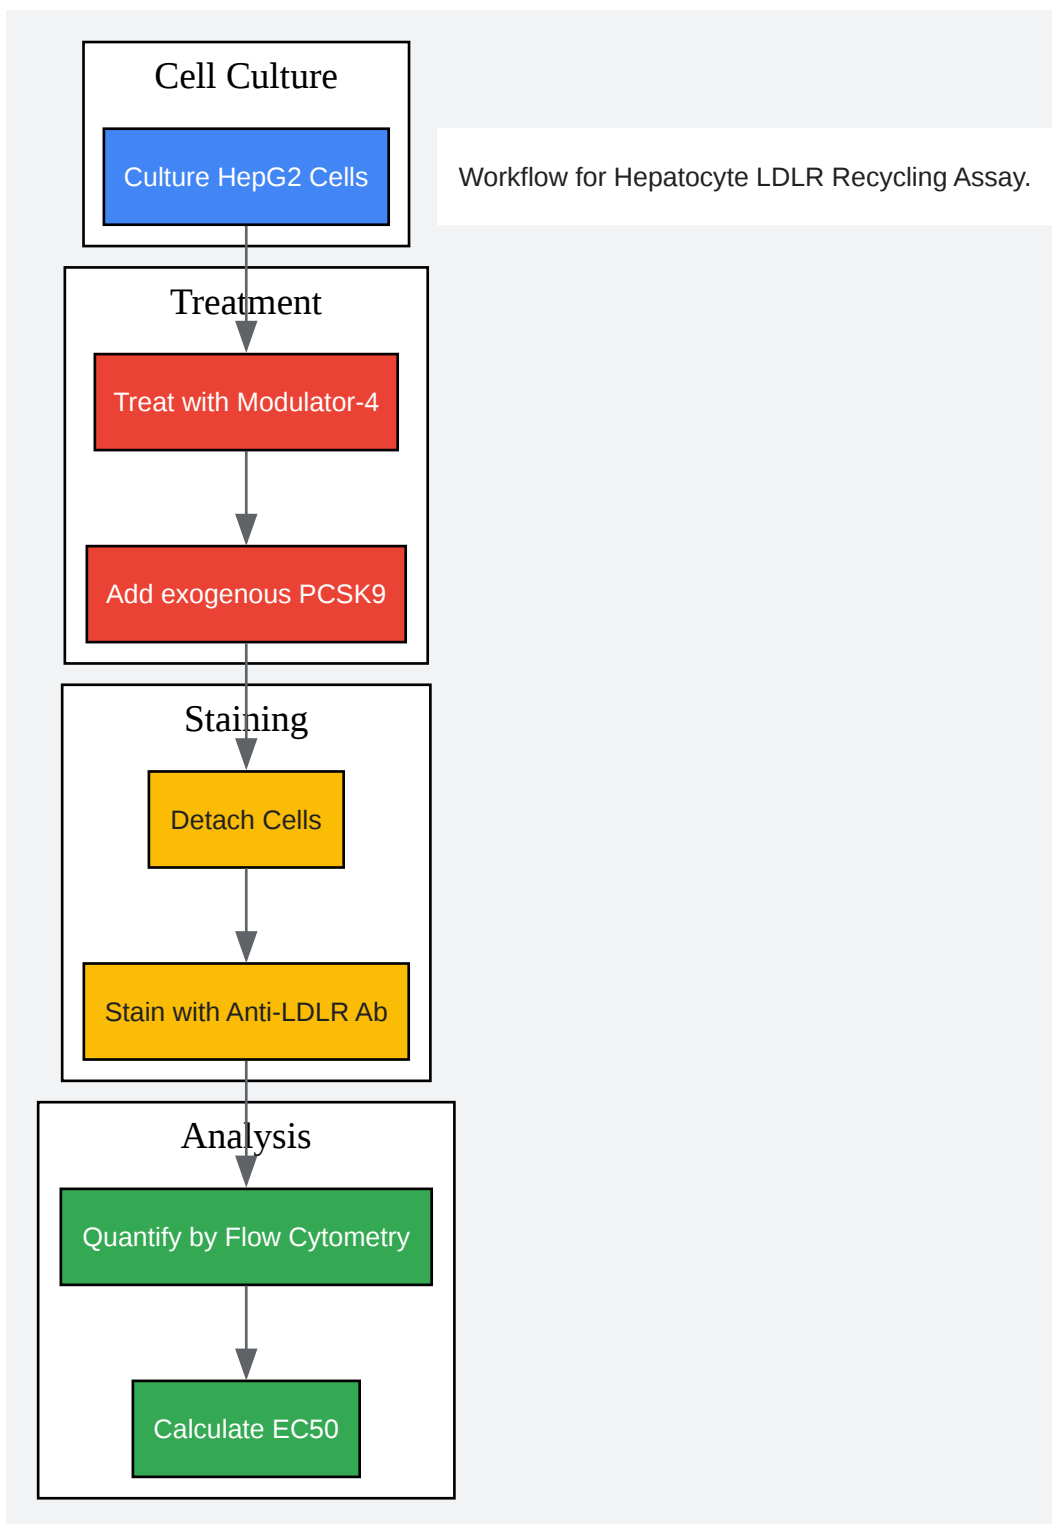 Cell Culture
Culture HepG2 Cells
Workflow for Hepatocyte LDLR Recycling Assay.
Treatment
Treat with Modulator-4
Add exogenous PCSK9
Staining
Detach Cells
Stain with Anti-LDLR Ab
Analysis
Quantify by Flow Cytometry
Calculate EC50